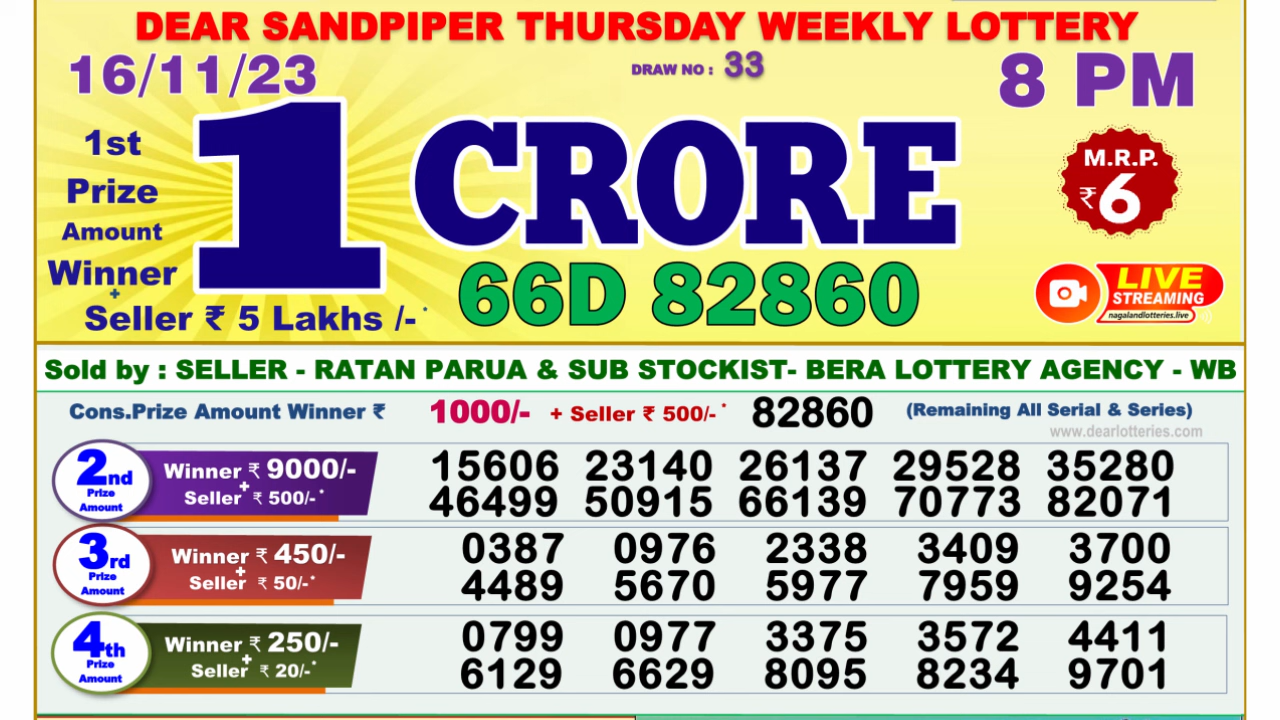 DEAR SANDPIPER THURSDAY WEEKLY LOTTERY
16/11/23
DRAW NO : 33
8 PM
1st
Prize
Amount
Winner
+
Seller ₹ 5 Lakhs /-*
1 CRORE
66D 82860
M.R.P.
₹6
LIVE
STREAMING
nagalandlotteries.live
Sold by : SELLER - RATAN PARUA & SUB STOCKIST- BERA LOTTERY AGENCY - WB
Cons.Prize Amount Winner ₹ 1000/- + Seller ₹ 500/-* 82860 (Remaining All Serial & Series)
www.dearlotteries.com
2nd
Prize
Amount
Winner ₹ 9000/-
+
Seller ₹ 500/-*
15606 23140 26137 29528 35280
46499 50915 66139 70773 82071
3rd
Prize
Amount
Winner ₹ 450/-
+
Seller ₹ 50/-*
0387 0976 2338 3409 3700
4489 5670 5977 7959 9254
4th
Prize
Amount
Winner ₹ 250/-
+
Seller ₹ 20/-*
0799 0977 3375 3572 4411
6129 6629 8095 8234 9701